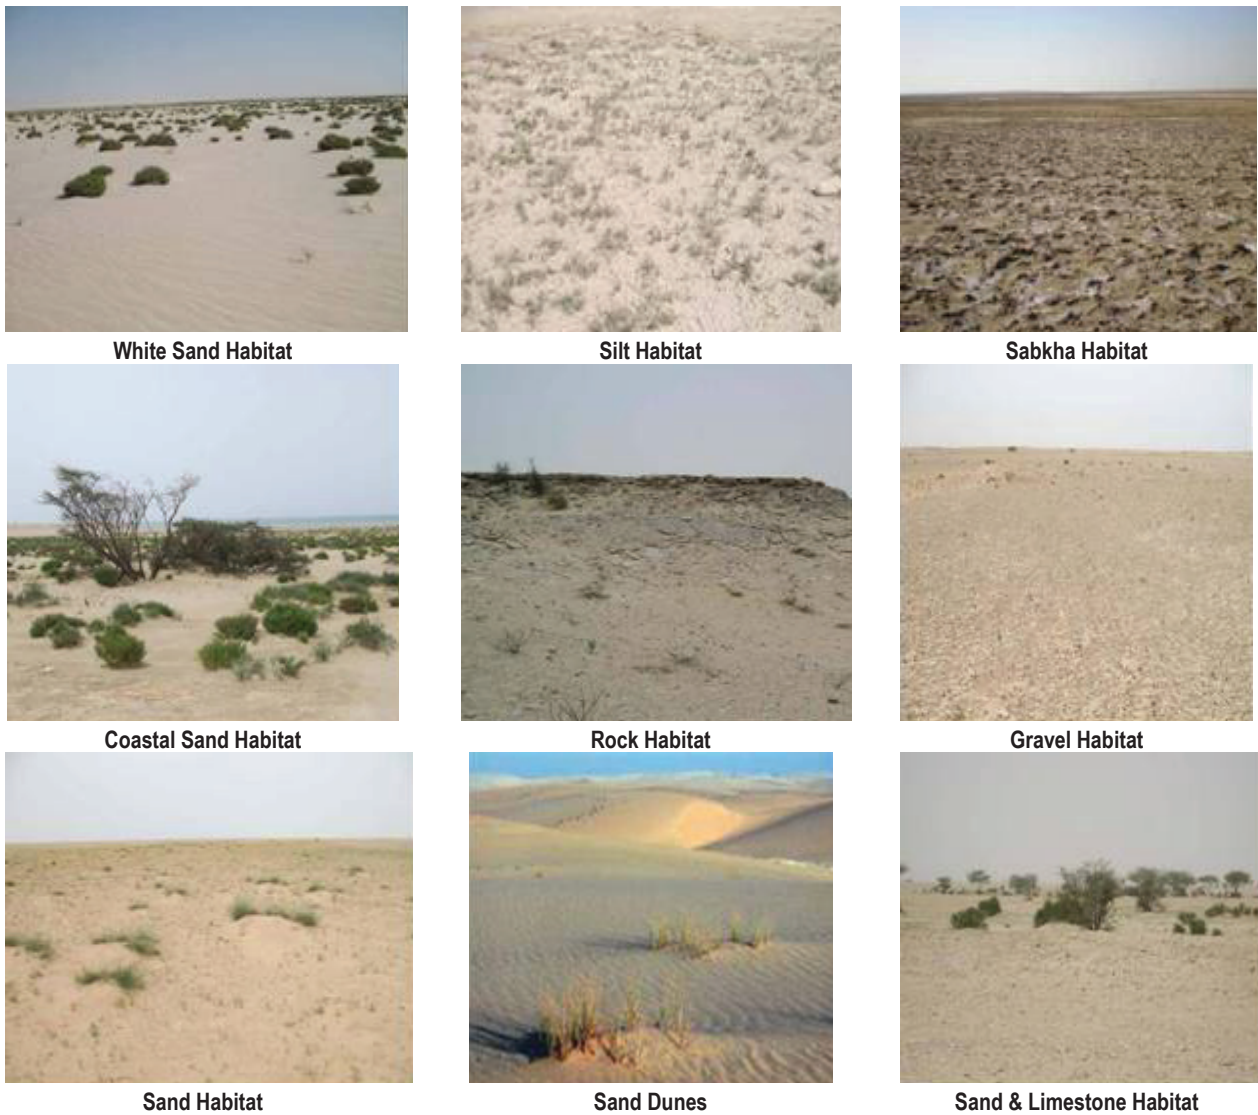 White Sand Habitat
Silt Habitat
Sabkha Habitat
Coastal Sand Habitat
Rock Habitat
Gravel Habitat
Sand Habitat
Sand Dunes
Sand & Limestone Habitat